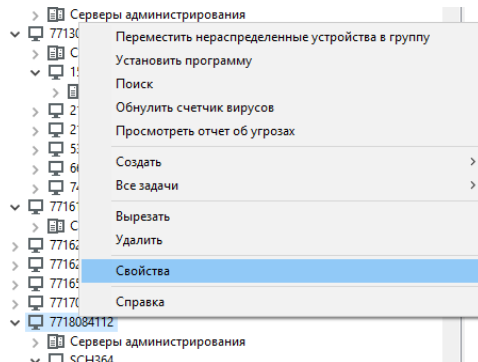 Серверы администрирования
Переместить нераспределенные устройства в группу
Установить программу
Поиск
Обнулить счетчик вирусов
Просмотреть отчет об угрозах
Создать
Все задачи
Вырезать
Удалить
Свойства
Справка
7718084112
Серверы администрирования
SCH364